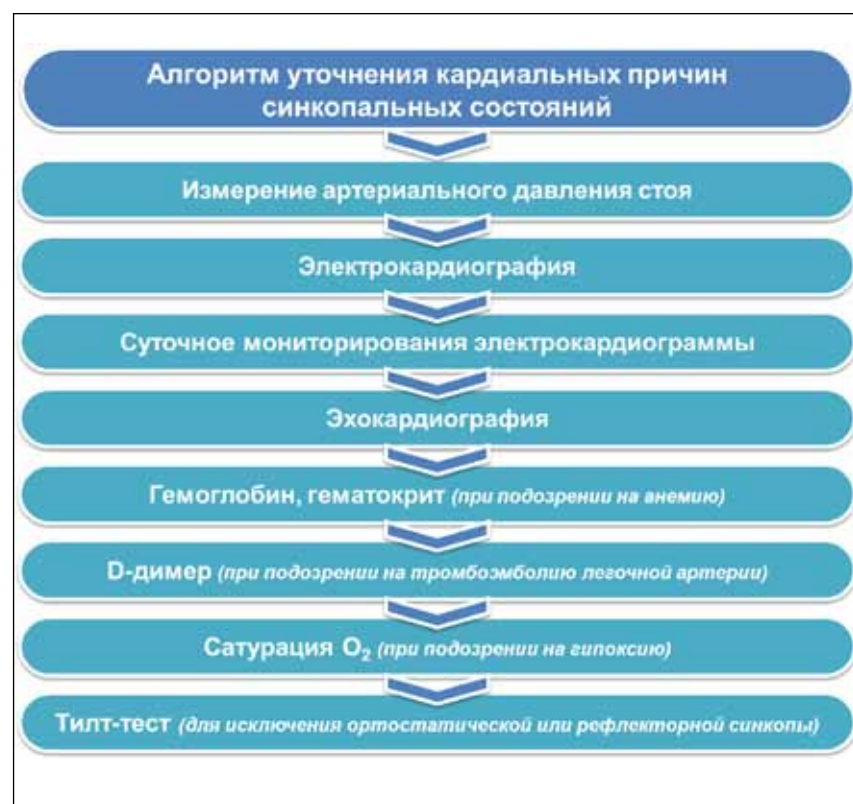 Алгоритм уточнения кардиальных причин
синкопальных состояний
Измерение артериального давления стоя
Электрокардиография
Суточное мониторирования электрокардиограммы
Эхокардиография
Гемоглобин, гематокрит (при подозрении на анемию)
D-димер (при подозрении на тромбоэмболию легочной артерии)
Сатурация O₂ (при подозрении на гипоксию)
Тилт-тест (для исключения ортостатической или рефлекторной синкопы)